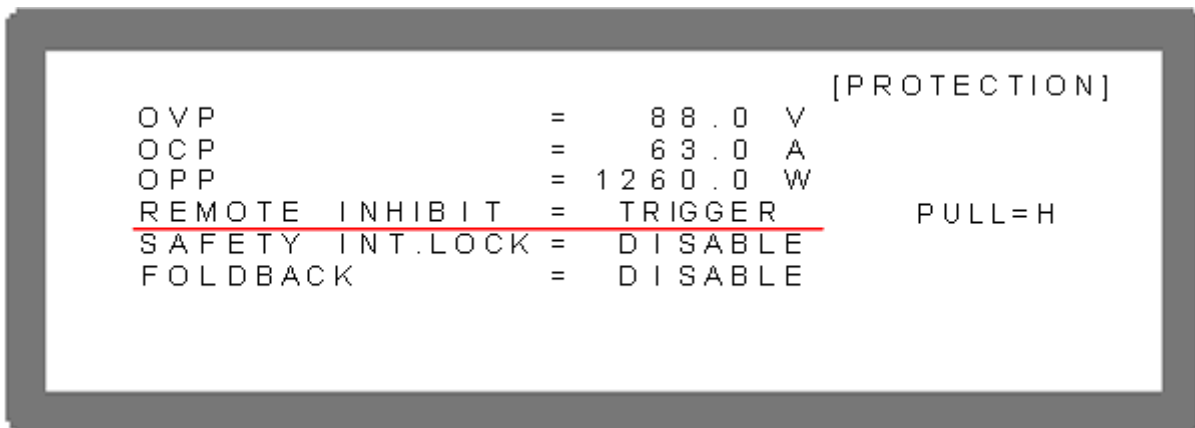 [PROTECTION]
OVP = 88.0 V
OCP = 63.0 A
OPP = 1260.0 W
REMOTE INHIBIT = TRIGGER PULL=H
SAFETY INT.LOCK = DISABLE
FOLDBACK = DISABLE